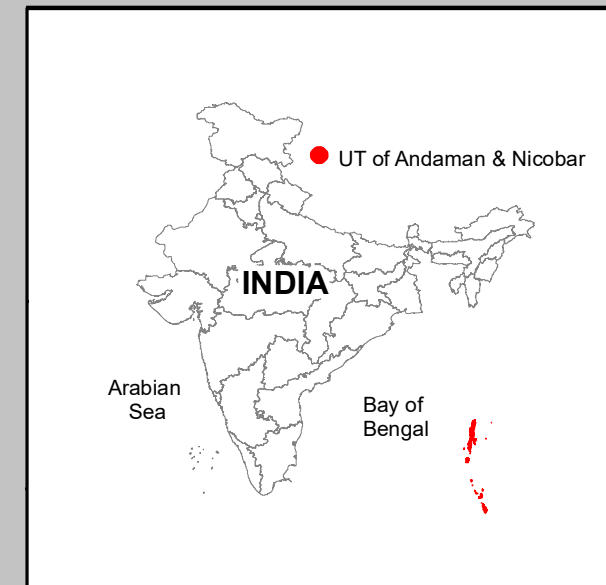 UT of Andaman & Nicobar
INDIA
Arabian
Sea
Bay of
Bengal